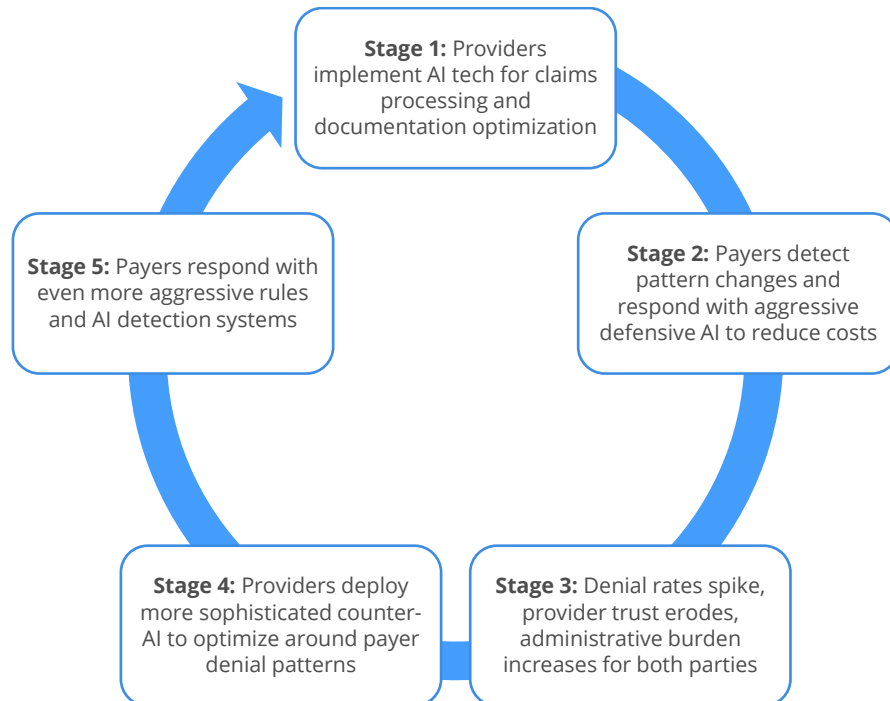 Stage 1: Providers
implement AI tech for claims
processing and
documentation optimization
Stage 2: Payers detect
pattern changes and
respond with aggressive
defensive AI to reduce costs
Stage 3: Denial rates spike,
provider trust erodes,
administrative burden
increases for both parties
Stage 4: Providers deploy
more sophisticated counter-
AI to optimize around payer
denial patterns
Stage 5: Payers respond with
even more aggressive rules
and AI detection systems